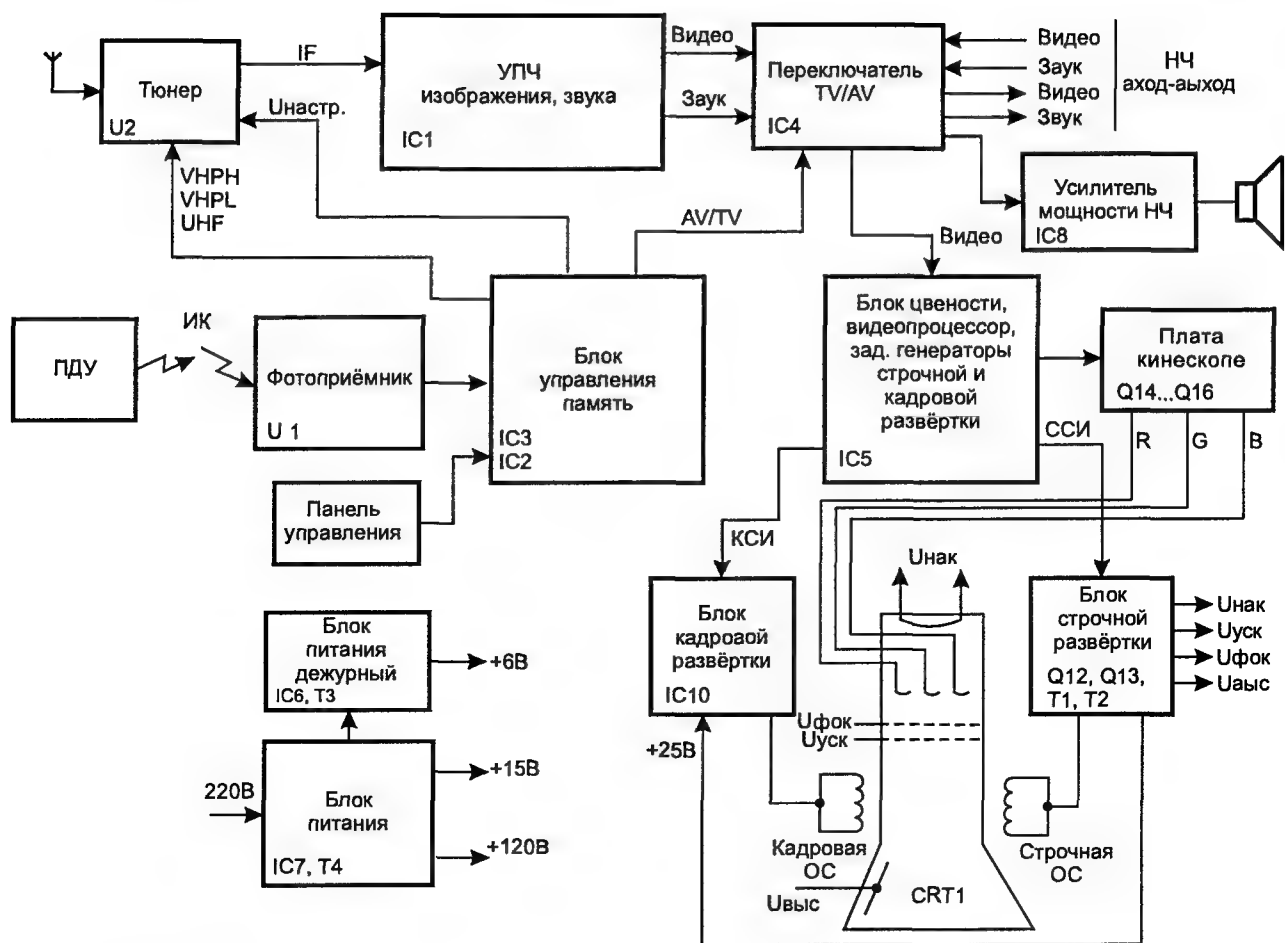 IF
Тюнер
U2
Uнастр.
VHPH
VHPL
UHF
УПЧ
изображения, звука
IC1
Видео
Заук
Переключатель
TV/AV
IC4
Видео
Заук
Видео
Звук
НЧ
аход-аыход
Усилитель
мощности НЧ
IC8
AV/TV
Видео
ПДУ
ИК
Фотоприёмник
U 1
Блок
управления
память
IC3
IC2
Панель
управления
Блок цвености,
видеопроцессор,
зад. генераторы
строчной и
кадровой
развёртки
IC5
Плата
кинескопе
Q14...Q16
R
G
B
ССИ
КСИ
Uнак
Блок
кадроаой
развёртки
IC10
Блок
строчной
развёртки
Q12, Q13,
T1, T2
Uнак
Uуск
Uфок
Uаыс
Блок
питания
дежурный
IC6, T3
+6В
220В
Блок
питания
IC7, T4
+15В
+120В
+25В
Uфок
Uуск
Кадровая
ОС
Строчная
ОС
Uвыс
CRT1